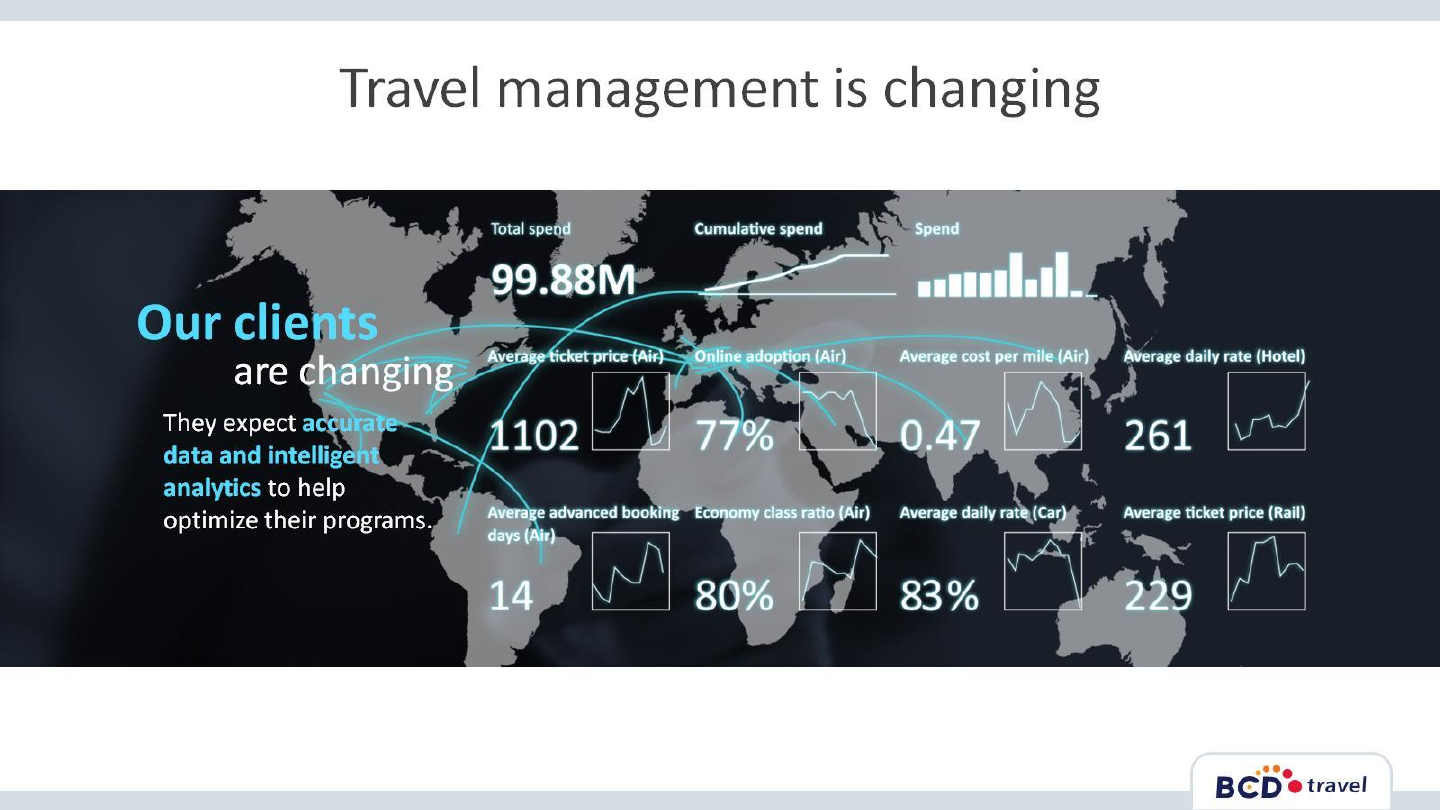 Travel management is changing
Our clients
are changing
They expect accurate
data and intelligent
analytics to help
optimize their programs.
Total spend
99.88M
Cumulative spend
Spend
Average ticket price (Air)
1102
Online adoption (Air)
77%
Average cost per mile (Air)
0.47
Average daily rate (Hotel)
261
Average advanced booking
days (Air)
14
Economy class ratio (Air)
80%
Average daily rate (Car)
83%
Average ticket price (Rail)
229
BCD travel